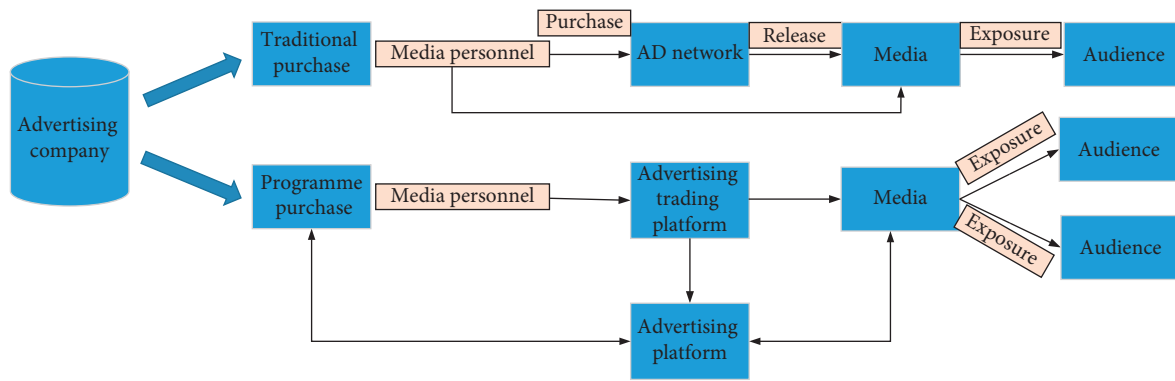 Advertising
company
Traditional
purchase
Media personnel
Purchase
AD network
Release
Media
Exposure
Audience
Programme
purchase
Media personnel
Advertising
trading
platform
Media
Exposure
Audience
Exposure
Audience
Advertising
platform